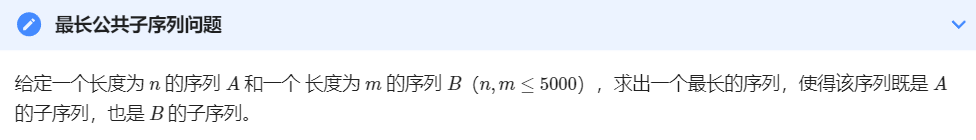 最长公共子序列问题
给定一个长度为 n 的序列 A 和一个 长度为 m 的序列 B（n, m ≤ 5000），求出一个最长的序列，使得该序列既是 A
的子序列，也是 B 的子序列。